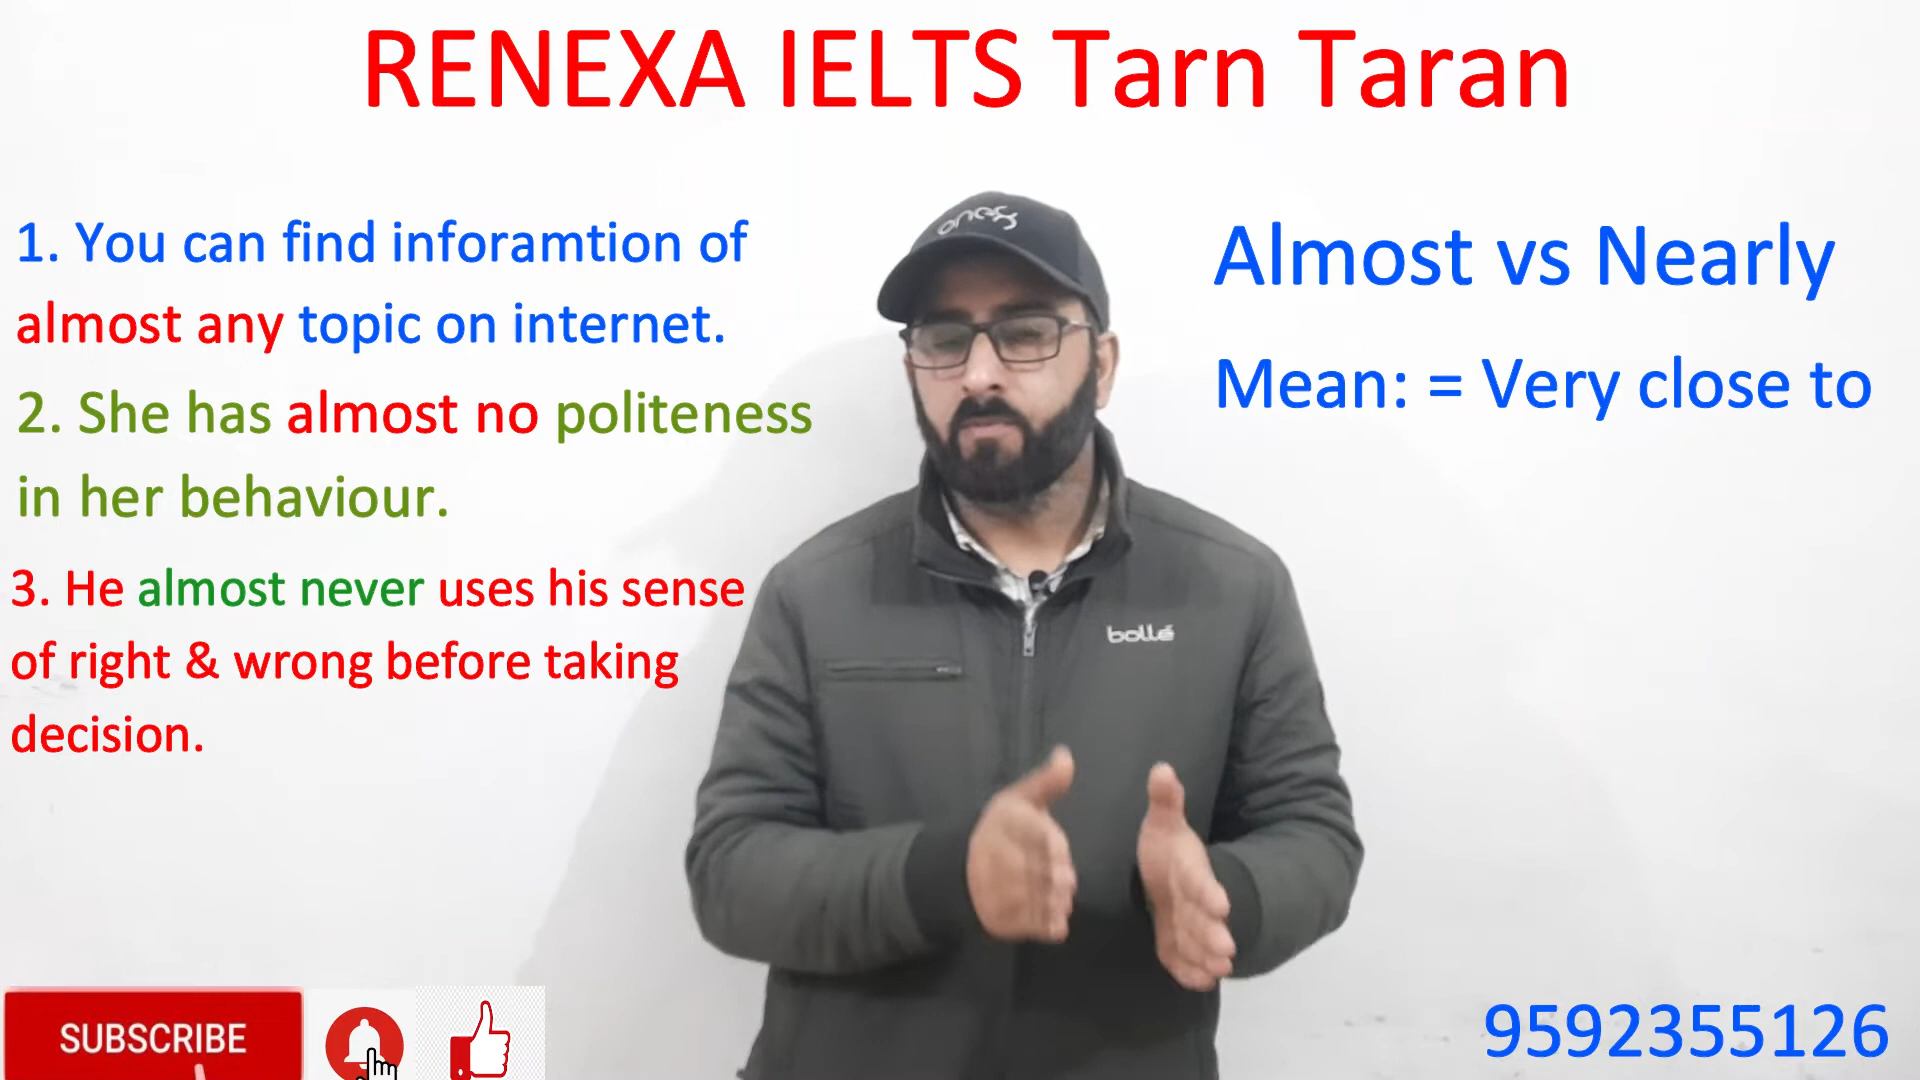 RENEXA IELTS Tarn Taran
1. You can find inforamtion of
almost any topic on internet.
2. She has almost no politeness
in her behaviour.
3. He almost never uses his sense
of right & wrong before taking
decision.
Almost vs Nearly
Mean: = Very close to
bollé
SUBSCRIBE
9592355126